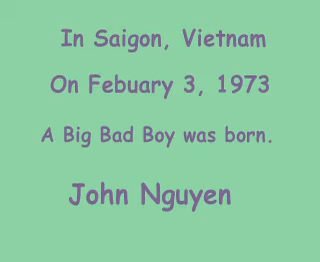 In Saigon, Vietnam
On Febuary 3, 1973
A Big Bad Boy was born.
John Nguyen